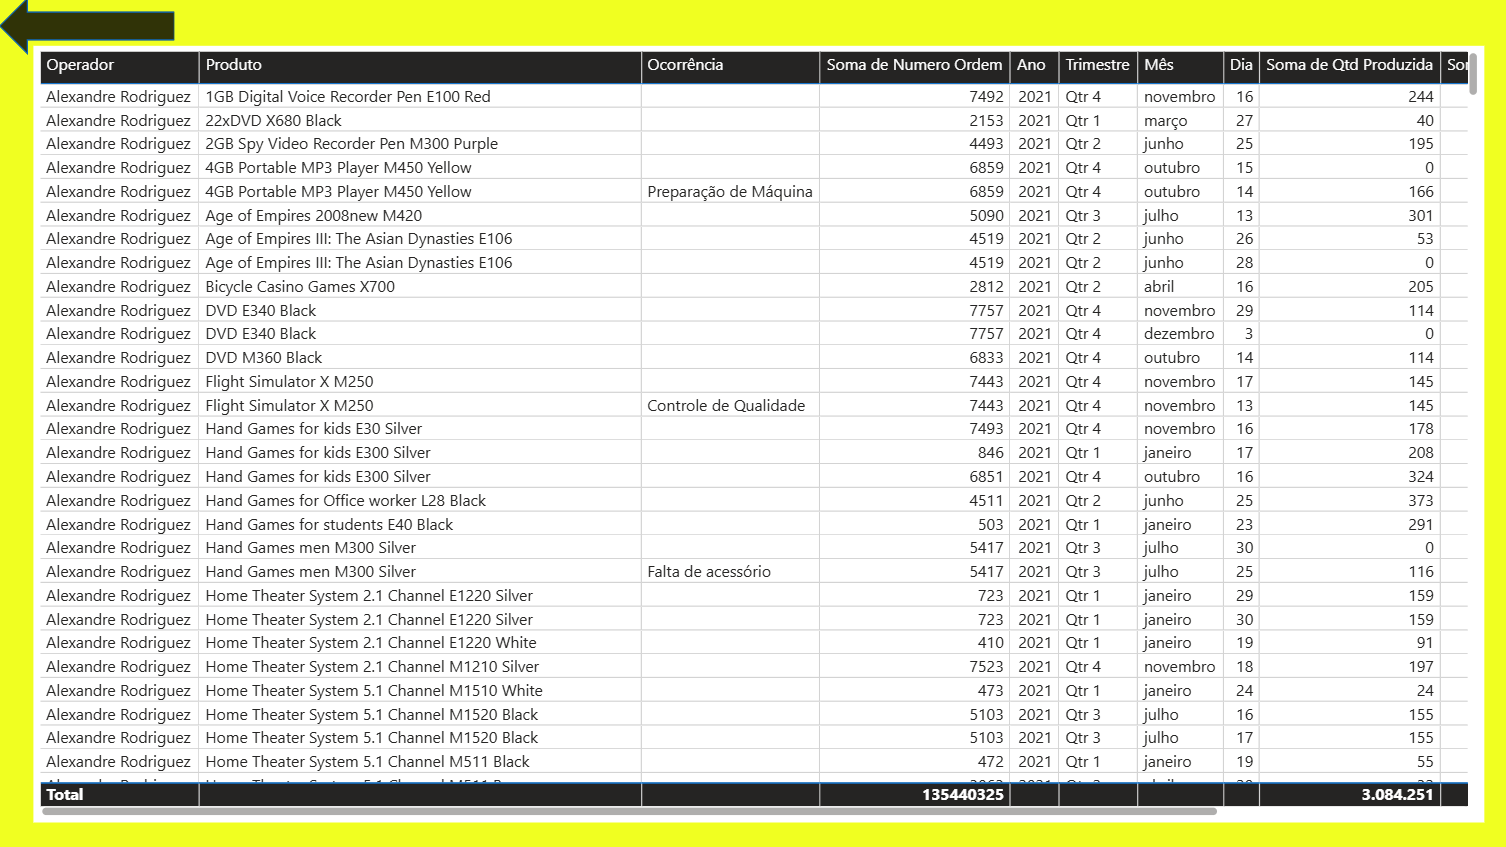 Operador Produto Ocorrência Soma de Numero Ordem Ano Trimestre Mês Dia Soma de Qtd Produzida
Alexandre Rodriguez 1GB Digital Voice Recorder Pen E100 Red 7492 2021 Qtr 4 novembro 16 244
Alexandre Rodriguez 22xDVD X680 Black 2153 2021 Qtr 1 março 27 40
Alexandre Rodriguez 2GB Spy Video Recorder Pen M300 Purple 4493 2021 Qtr 2 junho 25 195
Alexandre Rodriguez 4GB Portable MP3 Player M450 Yellow 6859 2021 Qtr 4 outubro 15 0
Alexandre Rodriguez 4GB Portable MP3 Player M450 Yellow Preparação de Máquina 6859 2021 Qtr 4 outubro 14 166
Alexandre Rodriguez Age of Empires 2008new M420 5090 2021 Qtr 3 julho 13 301
Alexandre Rodriguez Age of Empires III: The Asian Dynasties E106 4519 2021 Qtr 2 junho 26 53
Alexandre Rodriguez Age of Empires III: The Asian Dynasties E106 4519 2021 Qtr 2 junho 28 0
Alexandre Rodriguez Bicycle Casino Games X700 2812 2021 Qtr 2 abril 16 205
Alexandre Rodriguez DVD E340 Black 7757 2021 Qtr 4 novembro 29 114
Alexandre Rodriguez DVD E340 Black 7757 2021 Qtr 4 dezembro 3 0
Alexandre Rodriguez DVD M360 Black 6833 2021 Qtr 4 outubro 14 114
Alexandre Rodriguez Flight Simulator X M250 7443 2021 Qtr 4 novembro 17 145
Alexandre Rodriguez Flight Simulator X M250 Controle de Qualidade 7443 2021 Qtr 4 novembro 13 145
Alexandre Rodriguez Hand Games for kids E30 Silver 7493 2021 Qtr 4 novembro 16 178
Alexandre Rodriguez Hand Games for kids E300 Silver 846 2021 Qtr 1 janeiro 17 208
Alexandre Rodriguez Hand Games for kids E300 Silver 6851 2021 Qtr 4 outubro 16 324
Alexandre Rodriguez Hand Games for Office worker L28 Black 4511 2021 Qtr 2 junho 25 373
Alexandre Rodriguez Hand Games for students E40 Black 503 2021 Qtr 1 janeiro 23 291
Alexandre Rodriguez Hand Games men M300 Silver 5417 2021 Qtr 3 julho 30 0
Alexandre Rodriguez Hand Games men M300 Silver Falta de acessório 5417 2021 Qtr 3 julho 25 116
Alexandre Rodriguez Home Theater System 2.1 Channel E1220 Silver 723 2021 Qtr 1 janeiro 29 159
Alexandre Rodriguez Home Theater System 2.1 Channel E1220 Silver 723 2021 Qtr 1 janeiro 30 159
Alexandre Rodriguez Home Theater System 2.1 Channel E1220 White 410 2021 Qtr 1 janeiro 19 91
Alexandre Rodriguez Home Theater System 2.1 Channel M1210 Silver 7523 2021 Qtr 4 novembro 18 197
Alexandre Rodriguez Home Theater System 5.1 Channel M1510 White 473 2021 Qtr 1 janeiro 24 24
Alexandre Rodriguez Home Theater System 5.1 Channel M1520 Black 5103 2021 Qtr 3 julho 16 155
Alexandre Rodriguez Home Theater System 5.1 Channel M1520 Black 5103 2021 Qtr 3 julho 17 155
Alexandre Rodriguez Home Theater System 5.1 Channel M511 Black 472 2021 Qtr 1 janeiro 19 55
Total 135440325 3.084.251